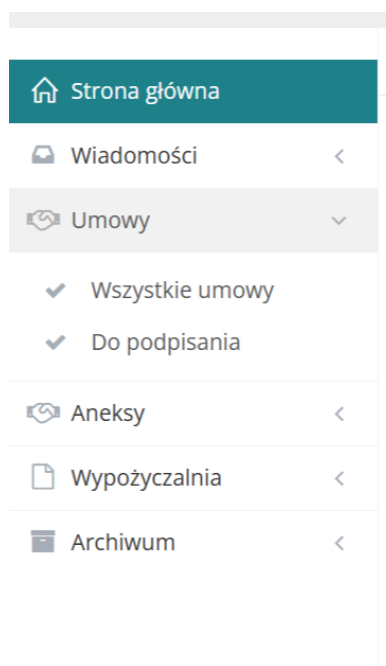 Strona główna
Wiadomości
Umowy
Wszystkie umowy
Do podpisania
Aneksy
Wypożyczalnia
Archiwum